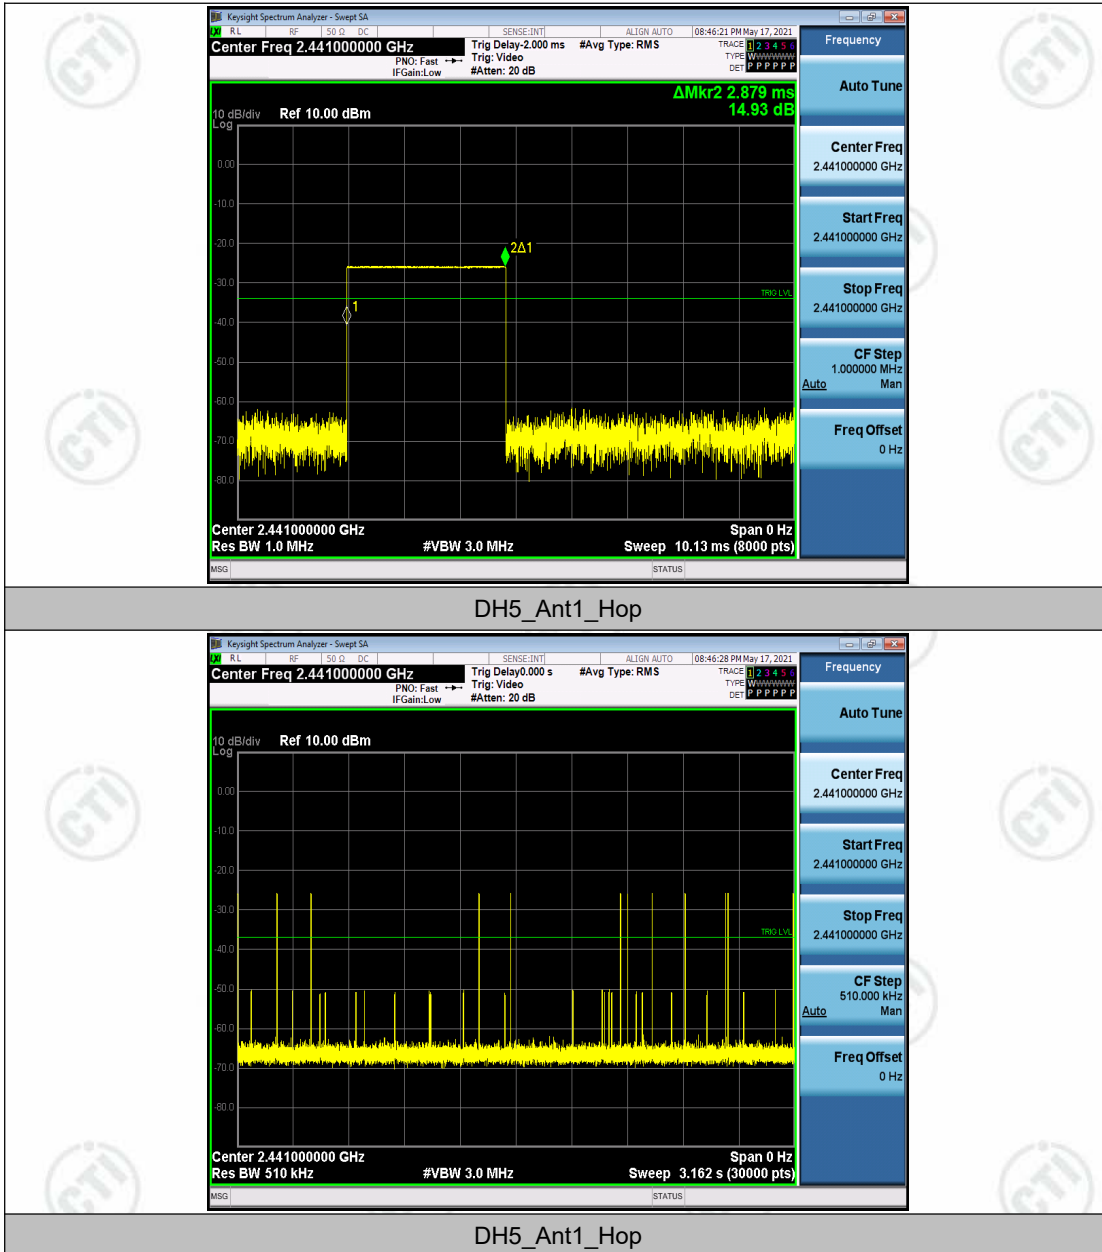 Keysight Spectrum Analyzer - Swept SA
LXI RL RF 50 Ω DC SENSE:INT ALIGN AUTO 08:46:21 PM May 17, 2021
Center Freq 2.441000000 GHz
PNO: Fast
IFGain:Low
Trig Delay-2.000 ms
Trig: Video
#Atten: 20 dB
#Avg Type: RMS
TRACE 1 2 3 4 5 6
TYPE WWWWWW
DET P P P P P P
ΔMkr2 2.879 ms
14.93 dB
10 dB/div Ref 10.00 dBm
Log
0.00
-10.0
-20.0
2Δ1
-30.0
TRIG LVL
1
-40.0
-50.0
-60.0
-70.0
-80.0
Center 2.441000000 GHz Span 0 Hz
Res BW 1.0 MHz #VBW 3.0 MHz Sweep 10.13 ms (8000 pts)
MSG STATUS
Frequency
Auto Tune
Center Freq
2.441000000 GHz
Start Freq
2.441000000 GHz
Stop Freq
2.441000000 GHz
CF Step
1.000000 MHz
Auto Man
Freq Offset
0 Hz
DH5_Ant1_Hop
Keysight Spectrum Analyzer - Swept SA
LXI RL RF 50 Ω DC SENSE:INT ALIGN AUTO 08:46:28 PM May 17, 2021
Center Freq 2.441000000 GHz
PNO: Fast
IFGain:Low
Trig Delay0.000 s
Trig: Video
#Atten: 20 dB
#Avg Type: RMS
TRACE 1 2 3 4 5 6
TYPE WWWWWW
DET P P P P P P
10 dB/div Ref 10.00 dBm
Log
0.00
-10.0
-20.0
-30.0
TRIG LVL
-40.0
-50.0
-60.0
-70.0
-80.0
Center 2.441000000 GHz Span 0 Hz
Res BW 510 kHz #VBW 3.0 MHz Sweep 3.162 s (30000 pts)
MSG STATUS
Frequency
Auto Tune
Center Freq
2.441000000 GHz
Start Freq
2.441000000 GHz
Stop Freq
2.441000000 GHz
CF Step
510.000 kHz
Auto Man
Freq Offset
0 Hz
DH5_Ant1_Hop
CTI
CTI
CTI
CTI
CTI
CTI
CTI
CTI